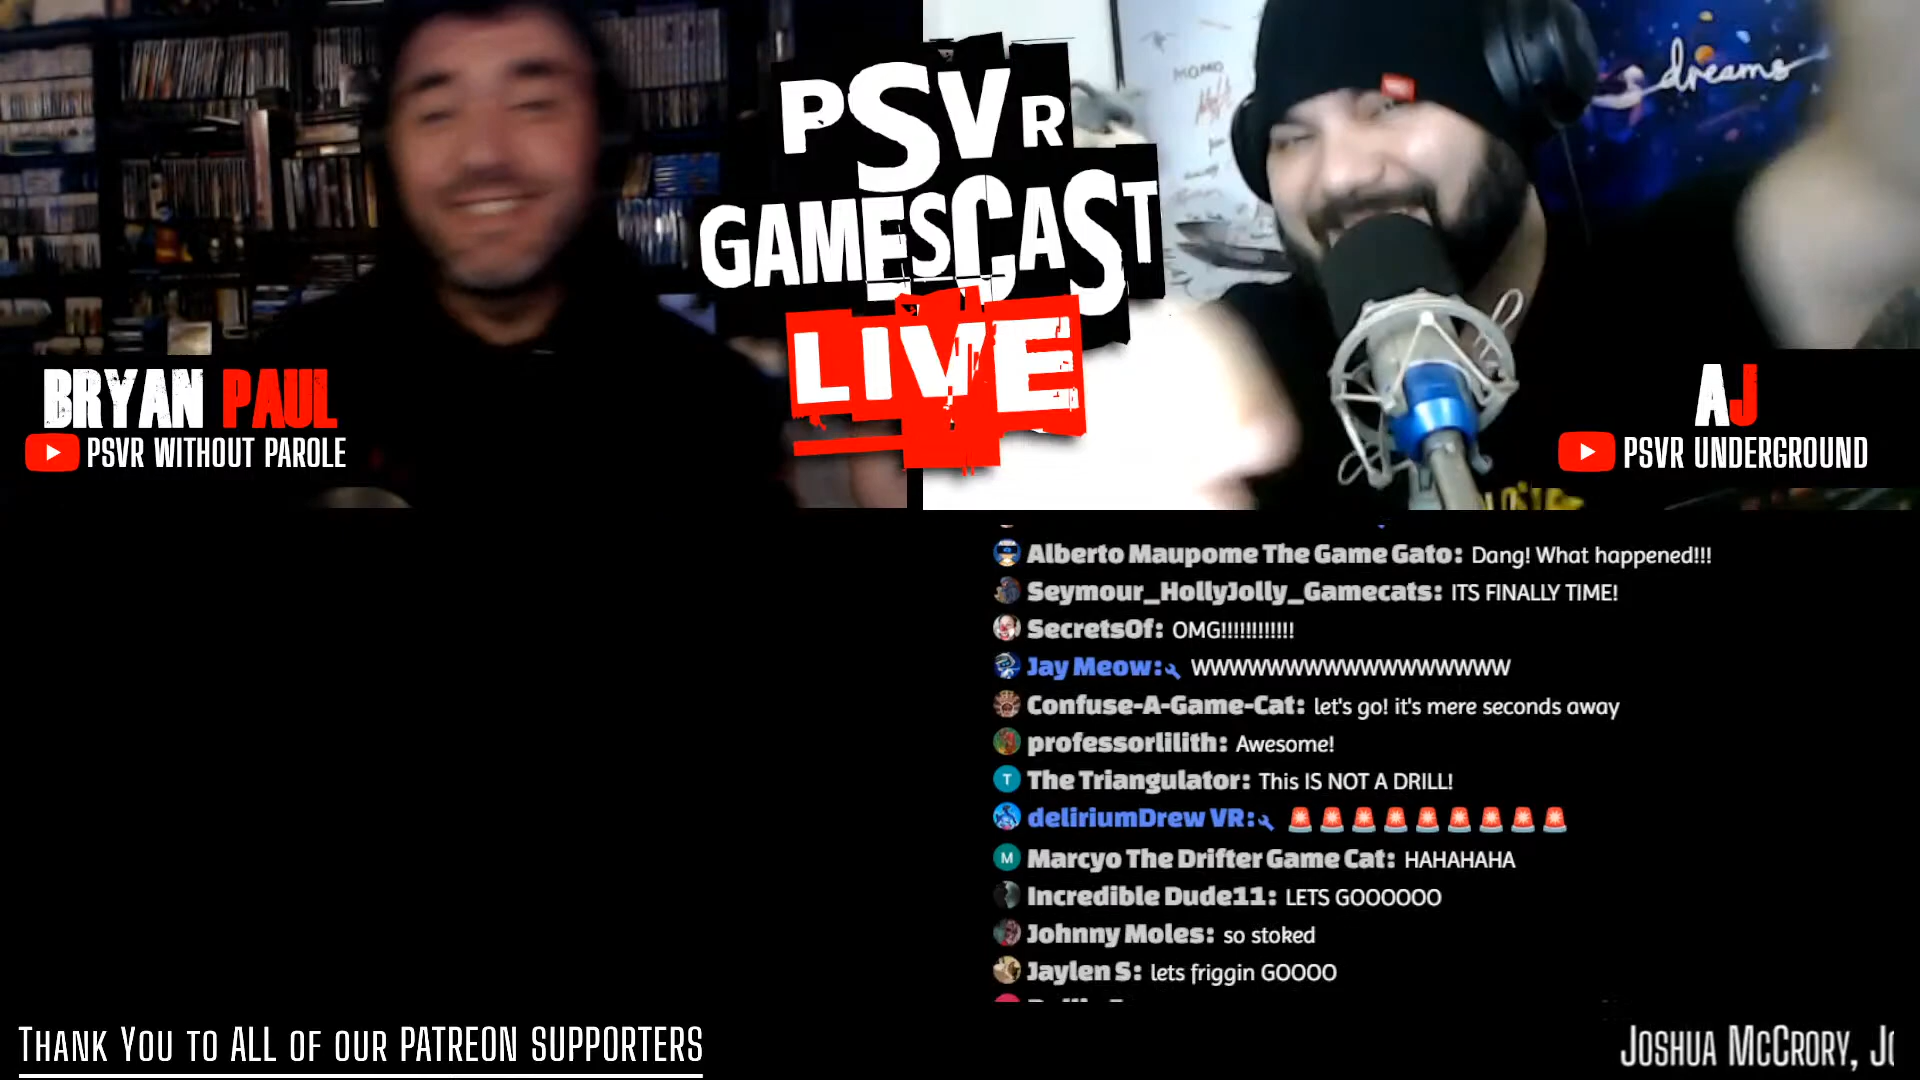 PSVR
GAMESCAST
LIVE
dreams
MOMO
BRYAN PAUL
PSVR WITHOUT PAROLE
AJ
PSVR UNDERGROUND
Alberto Maupome The Game Gato: Dang! What happened!!!
Seymour_HollyJolly_Gamecats: ITS FINALLY TIME!
SecretsOf: OMG!!!!!!!!!!!!
Jay Meow: WWWWWWWWWWWWWWWWW
Confuse-A-Game-Cat: let's go! it's mere seconds away
professorlilith: Awesome!
T The Triangulator: This IS NOT A DRILL!
deliriumDrew VR: 🚨🚨🚨🚨🚨🚨🚨🚨🚨
M Marcyo The Drifter Game Cat: HAHAHAHA
Incredible Dude11: LETS GOOOOOO
Johnny Moles: so stoked
Jaylen S: lets friggin GOOOO
THANK YOU TO ALL OF OUR PATREON SUPPORTERS
JOSHUA MCCRORY,